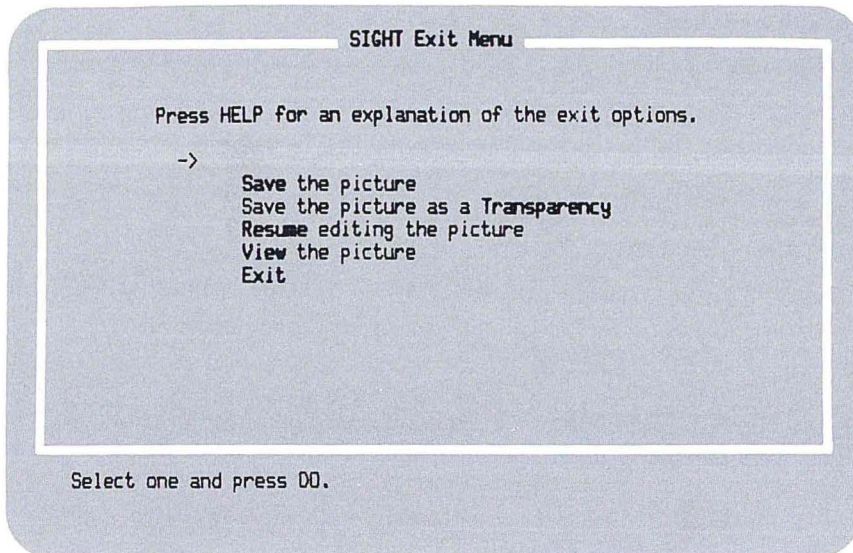 SIGHT Exit Menu
Press HELP for an explanation of the exit options.
->
Save the picture
Save the picture as a Transparency
Resume editing the picture
View the picture
Exit
Select one and press DO.